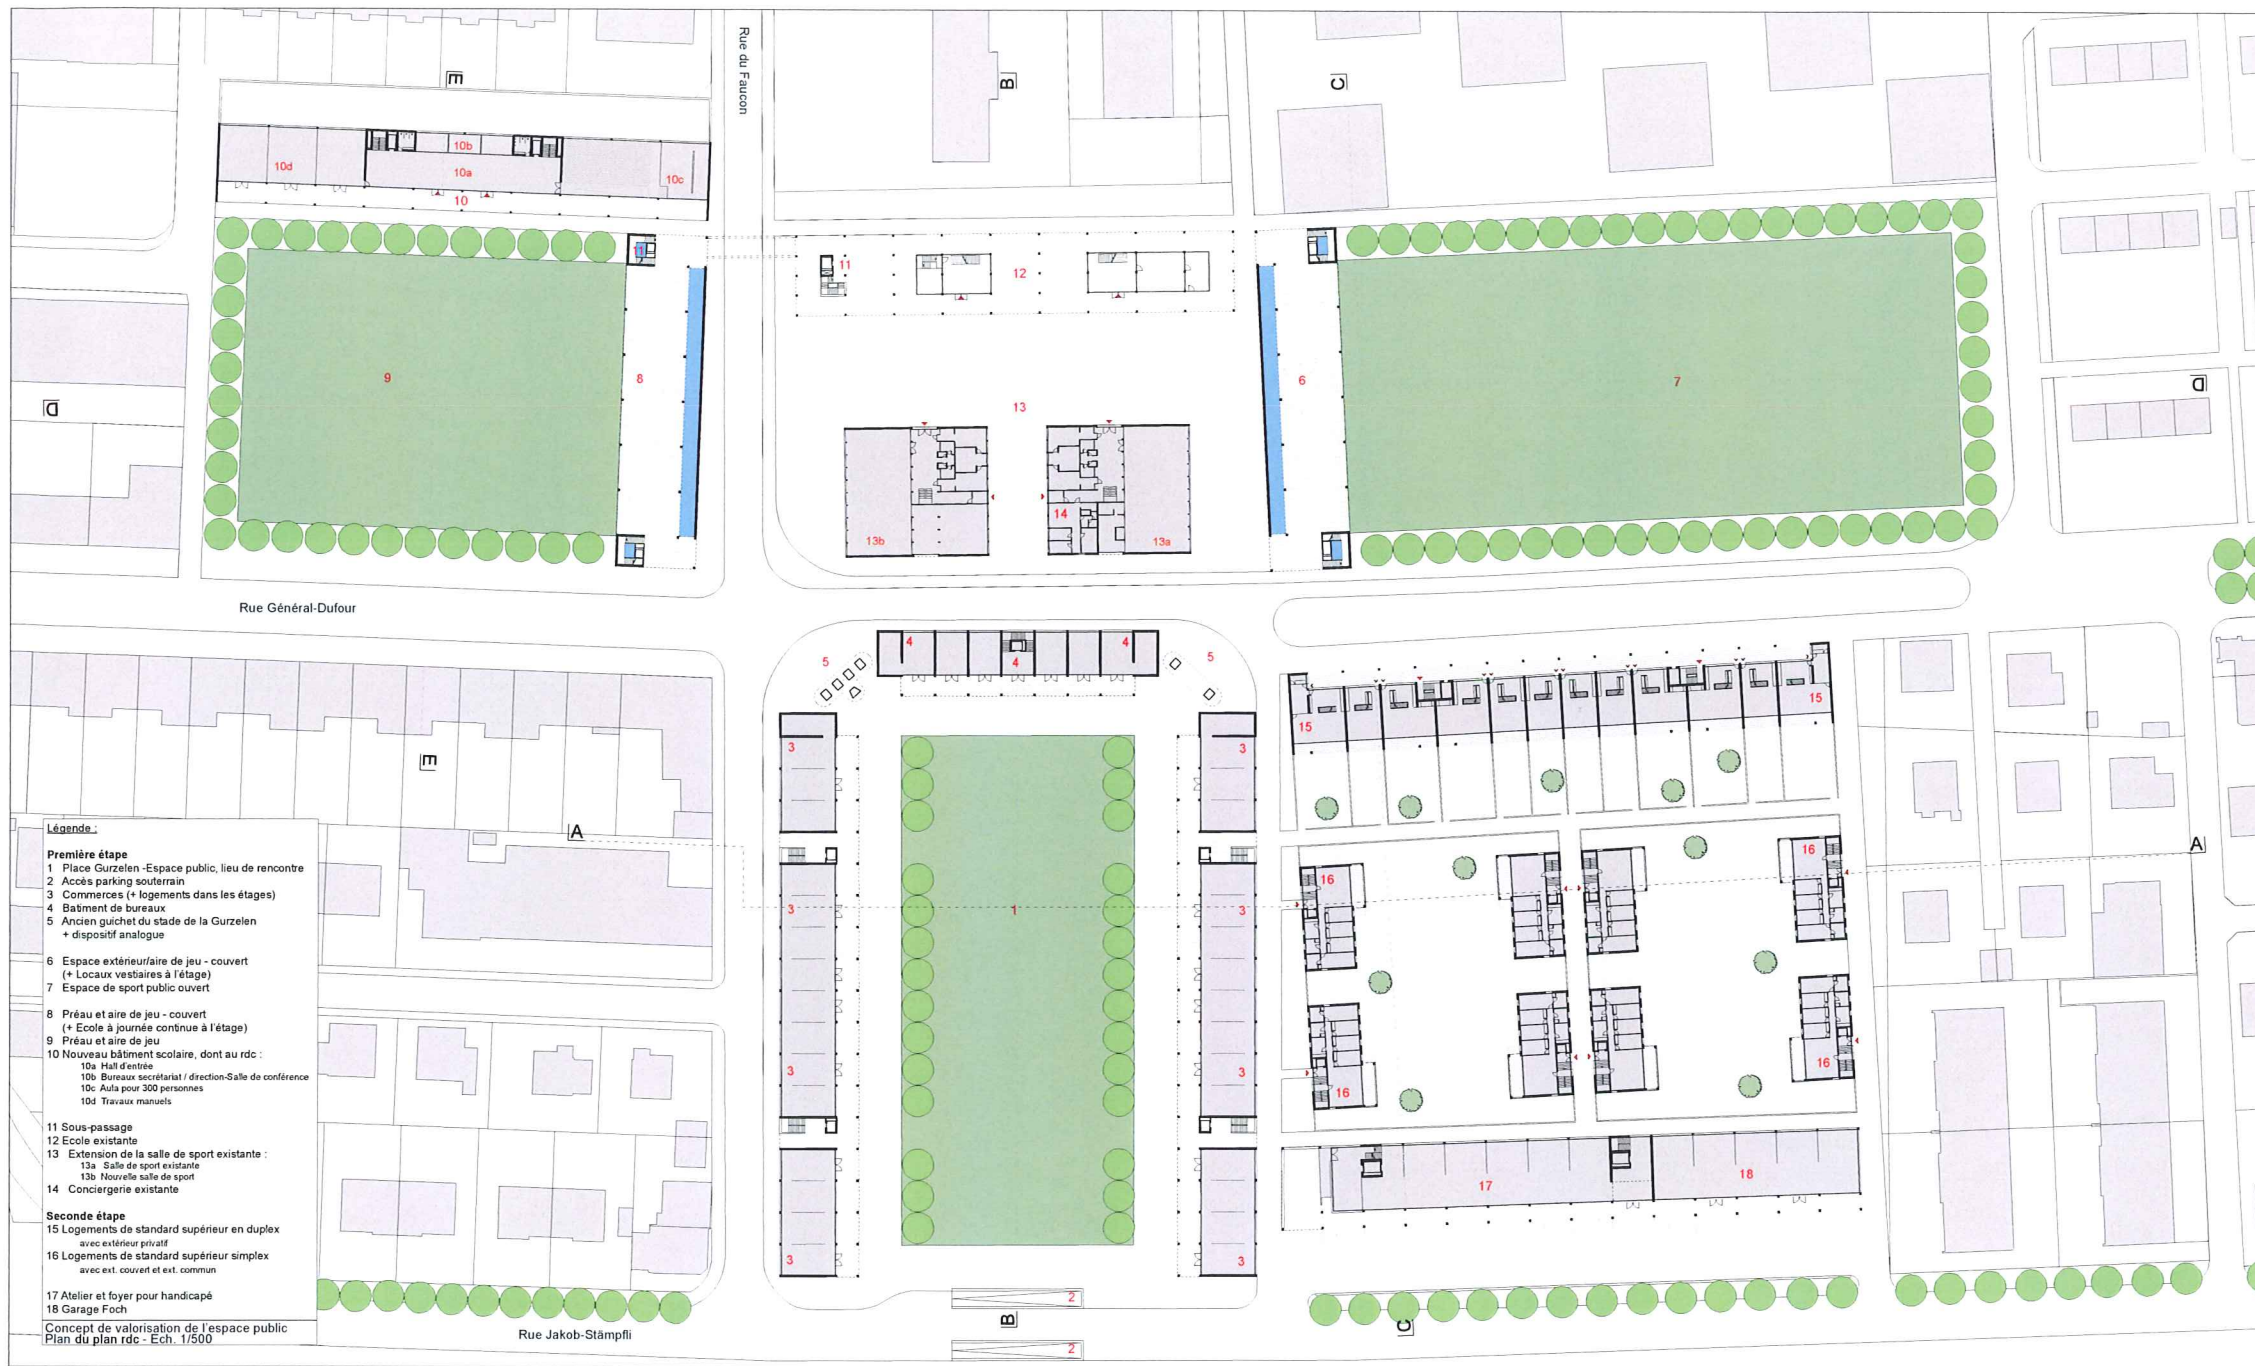 Rue du Faucon
E
B
C
10b
10d
10a
10c
10
11
11
12
9
8
6
7
D
D
13
14
13b
13a
Rue Général-Dufour
4
4
4
5
5
15
15
3
3
E
A
A
16
16
3
1
3
3
3
16
16
17
18
3
3
2
B
C
2
Rue Jakob-Stämpfli
Légende :
Première étape
1 Place Gurzelen -Espace public, lieu de rencontre
2 Accès parking souterrain
3 Commerces (+ logements dans les étages)
4 Batiment de bureaux
5 Ancien guichet du stade de la Gurzelen
+ dispositif analogue
6 Espace extérieur/aire de jeu - couvert
(+ Locaux vestiaires à l'étage)
7 Espace de sport public ouvert
8 Préau et aire de jeu - couvert
(+ Ecole à journée continue à l'étage)
9 Préau et aire de jeu
10 Nouveau bâtiment scolaire, dont au rdc :
10a Hall d'entrée
10b Bureaux secrétariat / direction-Salle de conférence
10c Aula pour 300 personnes
10d Travaux manuels
11 Sous-passage
12 Ecole existante
13 Extension de la salle de sport existante :
13a Salle de sport existante
13b Nouvelle salle de sport
14 Conciergerie existante
Seconde étape
15 Logements de standard supérieur en duplex
avec extérieur privatif
16 Logements de standard supérieur simplex
avec ext. couvert et ext. commun
17 Atelier et foyer pour handicapé
18 Garage Foch
Concept de valorisation de l'espace public
Plan du plan rdc - Ech. 1/500